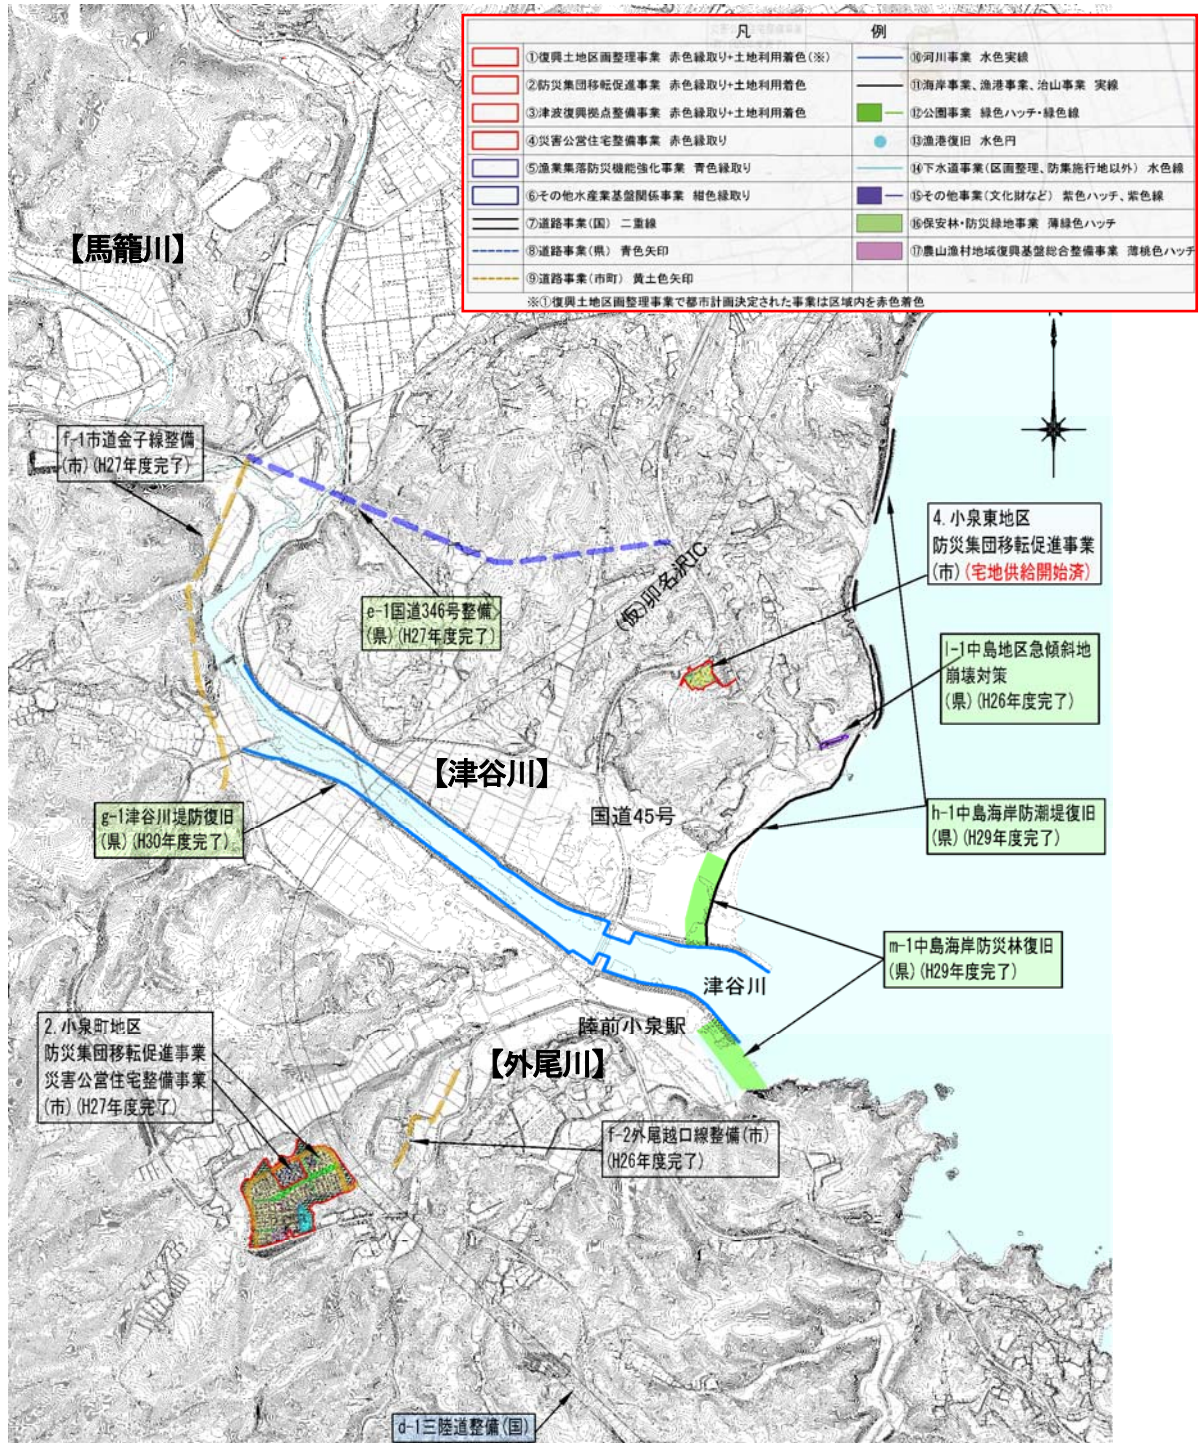 凡 例
①復興土地区画整理事業 赤色縁取り+土地利用着色(※)
②防災集団移転促進事業 赤色縁取り+土地利用着色
③津波復興拠点整備事業 赤色縁取り+土地利用着色
④災害公営住宅整備事業 赤色縁取り
⑤漁業集落防災機能強化事業 青色縁取り
⑥その他水産業基盤関係事業 紺色縁取り
⑦道路事業(国) 二重線
⑧道路事業(県) 青色矢印
⑨道路事業(市町) 黄土色矢印
⑩河川事業 水色実線
⑪海岸事業、漁港事業、治山事業 実線
⑫公園事業 緑色ハッチ・緑色線
⑬漁港復旧 水色円
⑭下水道事業(区画整理、防集施行地以外) 水色線
⑮その他事業(文化財など) 紫色ハッチ、紫色線
⑯保安林・防災緑地事業 薄緑色ハッチ
⑰農山漁村地域復興基盤総合整備事業 薄桃色ハッチ
※①復興土地区画整理事業で都市計画決定された事業は区域内を赤色着色
【馬籠川】
f-1市道金子線整備
(市)(H27年度完了)
4. 小泉東地区
防災集団移転促進事業
(市)(宅地供給開始済)
(仮)卯名沢IC
e-1国道346号整備
(県)(H27年度完了)
l-1中島地区急傾斜地
崩壊対策
(県)(H26年度完了)
【津谷川】
国道45号
g-1津谷川堤防復旧
(県)(H30年度完了)
h-1中島海岸防潮堤復旧
(県)(H29年度完了)
m-1中島海岸防災林復旧
(県)(H29年度完了)
津谷川
陸前小泉駅
2. 小泉町地区
防災集団移転促進事業
災害公営住宅整備事業
(市)(H27年度完了)
【外尾川】
f-2外尾越口線整備(市)
(H26年度完了)
d-1三陸道整備(国)